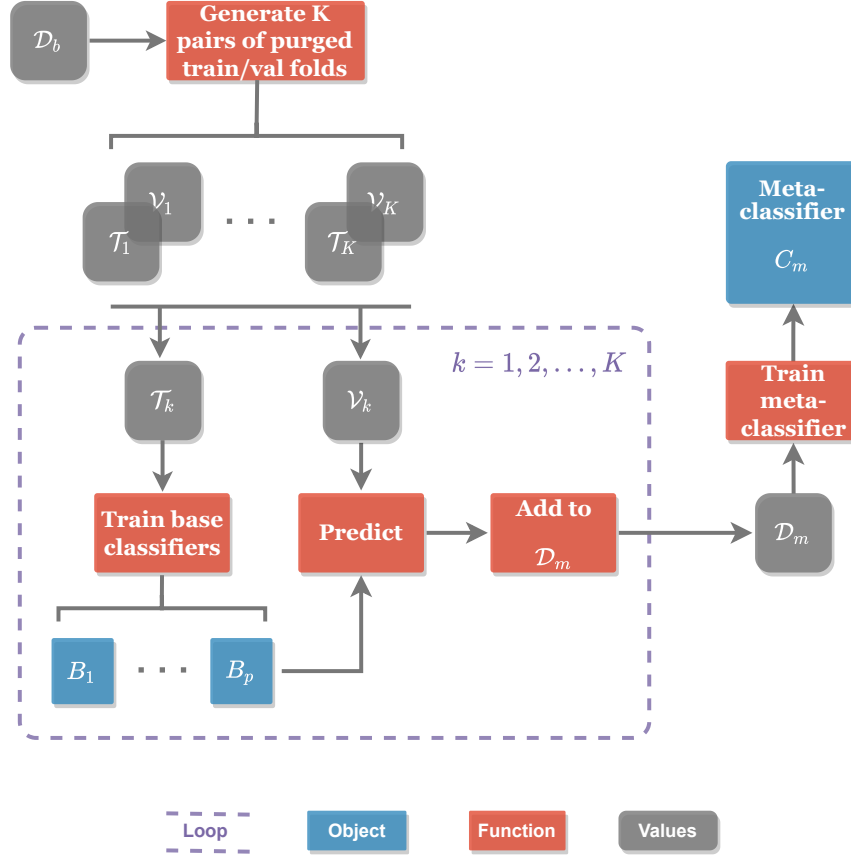 𝒟_b
Generate K
pairs of purged
train/val folds
𝒱_1
𝒯_1
. . .
𝒱_K
𝒯_K
Meta-
classifier
C_m
k = 1, 2, . . . , K
𝒯_k
𝒱_k
Train
meta-
classifier
Train base
classifiers
Predict
Add to
𝒟_m
𝒟_m
B_1
. . .
B_p
Loop
Object
Function
Values